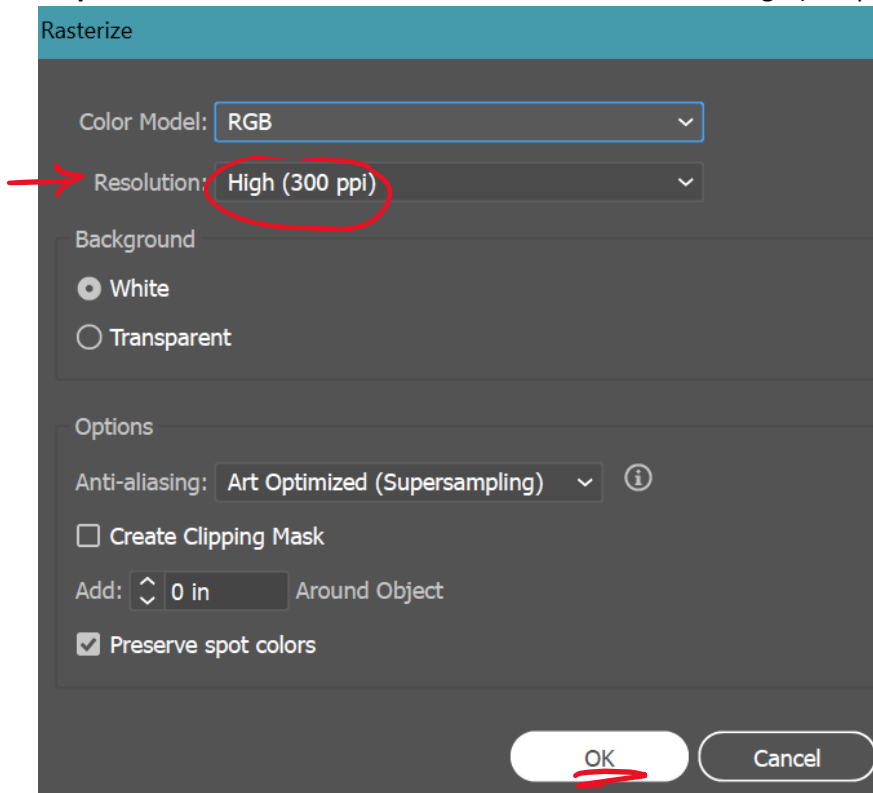 Rasterize
Color Model: RGB
Resolution: High (300 ppi)
Background
White
Transparent
Options
Anti-aliasing: Art Optimized (Supersampling)
Create Clipping Mask
Add: 0 in Around Object
Preserve spot colors
OK Cancel